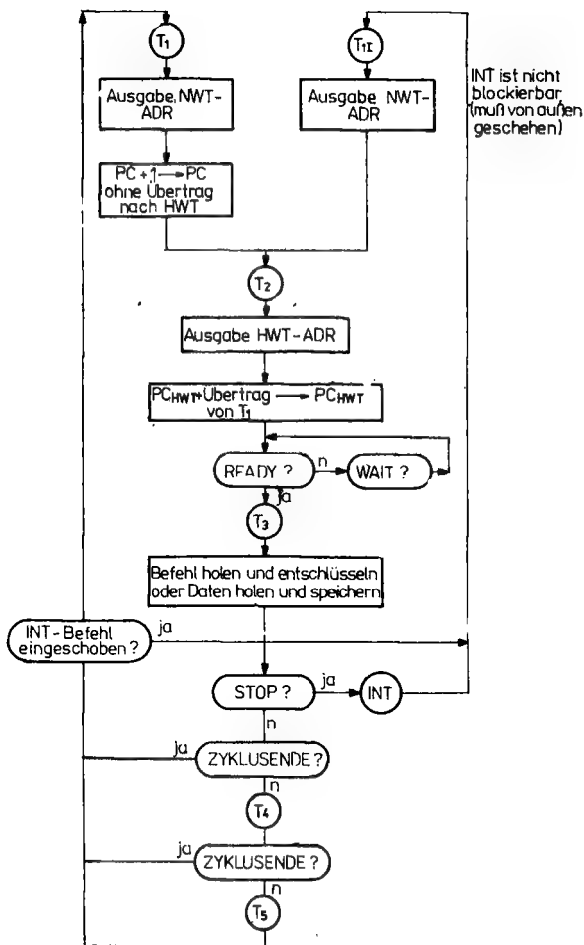 T1
T1I
INT ist nicht
blockierbar
(muß von außen
geschehen)
Ausgabe, NWT-
ADR
Ausgabe NWT-
ADR
PC + 1 → PC
ohne Übertrag
nach HWT
T2
Ausgabe HWT-ADR
PCHWT+Übertrag → PCHWT
von T1
READY ?
n
WAIT ?
ja
T3
Befehl holen und entschlüsseln
oder Daten holen und speichern
INT-Befehl
eingeschoben ?
ja
STOP ?
ja
INT
n
ja
ZYKLUSENDE ?
n
T4
ja
ZYKLUSENDE ?
n
T5